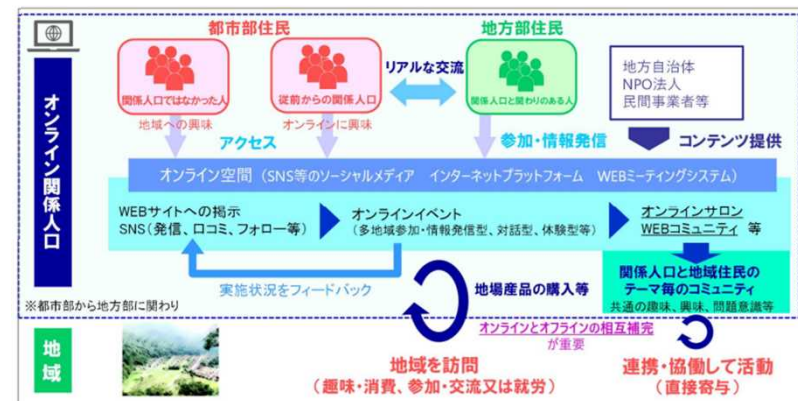 都市部住民
地方部住民
関係人口ではなかった人
従前からの関係人口
リアルな交流
関係人口と関わりのある人
地方自治体
NPO法人
民間事業者等
地域への興味
オンラインに興味
アクセス
参加・情報発信
コンテンツ提供
オンライン関係人口
オンライン空間(SNS等のソーシャルメディア インターネットプラットフォーム WEBミーティングシステム)
WEBサイトへの掲示
SNS(発信、口コミ、フォロー等)
オンラインイベント
(多地域参加・情報発信型、対話型、体験型等)
オンラインサロン
WEBコミュニティ 等
実施状況をフィードバック
地場産品の購入等
関係人口と地域住民の
テーマ毎のコミュニティ
共通の趣味、興味、問題意識等
※都市部から地方部に関わり
オンラインとオフラインの相互補完
が重要
地域
地域を訪問
(趣味・消費、参加・交流又は就労)
連携・協働して活動
(直接寄与)